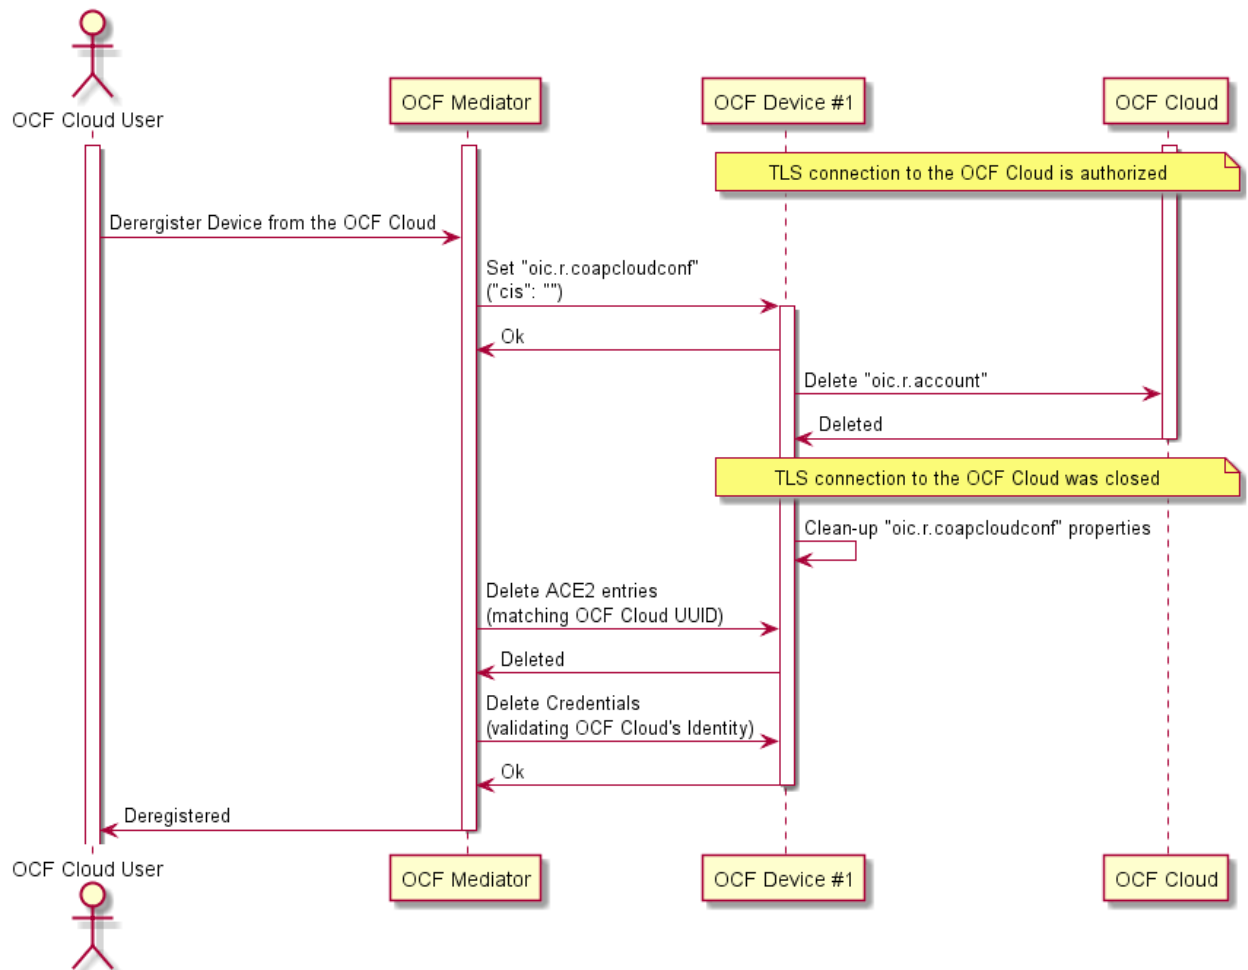 OCF Cloud User
OCF Mediator
OCF Device #1
OCF Cloud
TLS connection to the OCF Cloud is authorized
Derergister Device from the OCF Cloud
Set "oic.r.coapcloudconf"
("cis": "")
Ok
Delete "oic.r.account"
Deleted
TLS connection to the OCF Cloud was closed
Clean-up "oic.r.coapcloudconf" properties
Delete ACE2 entries
(matching OCF Cloud UUID)
Deleted
Delete Credentials
(validating OCF Cloud's Identity)
Ok
Deregistered
OCF Cloud User
OCF Mediator
OCF Device #1
OCF Cloud